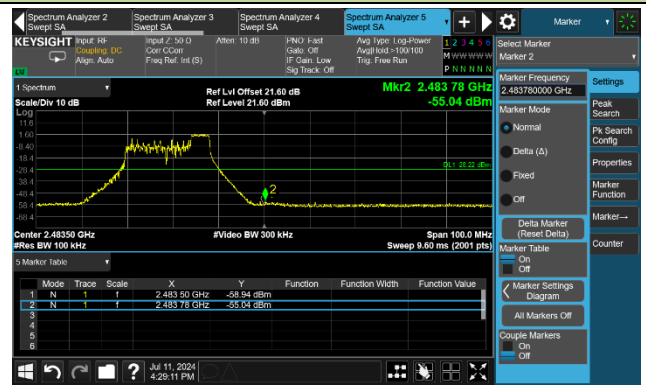 Spectrum Analyzer 2
Swept SA
Spectrum Analyzer 3
Swept SA
Spectrum Analyzer 4
Swept SA
Spectrum Analyzer 5
Swept SA
Marker
KEYSIGHT
Input: RF
Coupling: DC
Align: Auto
Input Z: 50 Ω
Corr CCorr
Freq Ref: Int (S)
Atten: 10 dB
PNO: Fast
Gate: Off
IF Gain: Low
Sig Track: Off
Avg Type: Log-Power
Avg|Hold:>100/100
Trig: Free Run
1 2 3 4 5 6
M W W W W W
P N N N N N
LU
Select Marker
Marker 2
1 Spectrum
Scale/Div 10 dB
Log
Ref Lvl Offset 21.60 dB
Ref Level 21.60 dBm
Mkr2 2.483 78 GHz
-55.04 dBm
11.6
1.60
-8.40
-18.4
-28.4
-38.4
-48.4
-58.4
-68.4
2
Center 2.48350 GHz
#Res BW 100 kHz
#Video BW 300 kHz
Span 100.0 MHz
Sweep 9.60 ms (2001 pts)
5 Marker Table
Mode Trace Scale X Y Function Function Width Function Value
1 N 1 f 2.483 50 GHz -58.94 dBm
2 N 1 f 2.483 78 GHz -55.04 dBm
3
4
5
6
Jul 11, 2024
4:29:11 PM
Marker Frequency
2.483780000 GHz
Marker Mode
Normal
Delta (Δ)
Fixed
Off
Delta Marker
(Reset Delta)
Marker Table
On
Off
Marker Settings
Diagram
All Markers Off
Couple Markers
On
Off
Settings
Peak
Search
Pk Search
Config
Properties
Marker
Function
Marker→
Counter